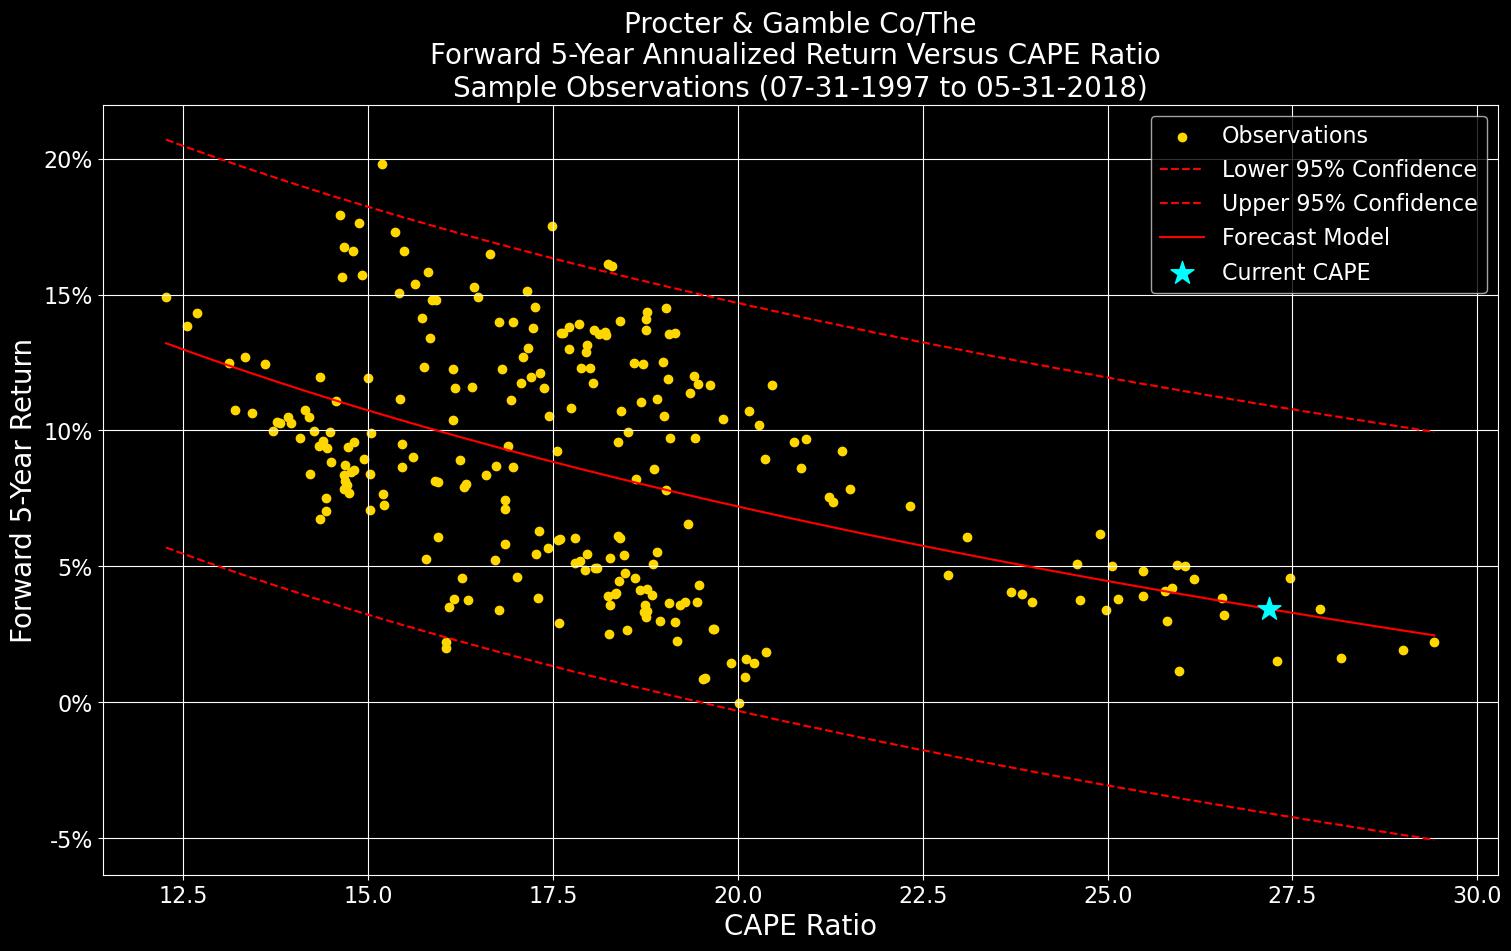 Procter & Gamble Co/The
Forward 5-Year Annualized Return Versus CAPE Ratio
Sample Observations (07-31-1997 to 05-31-2018)
Observations
Lower 95% Confidence
Upper 95% Confidence
Forecast Model
Current CAPE
Forward 5-Year Return
20%
15%
10%
5%
0%
-5%
12.5 15.0 17.5 20.0 22.5 25.0 27.5 30.0
CAPE Ratio